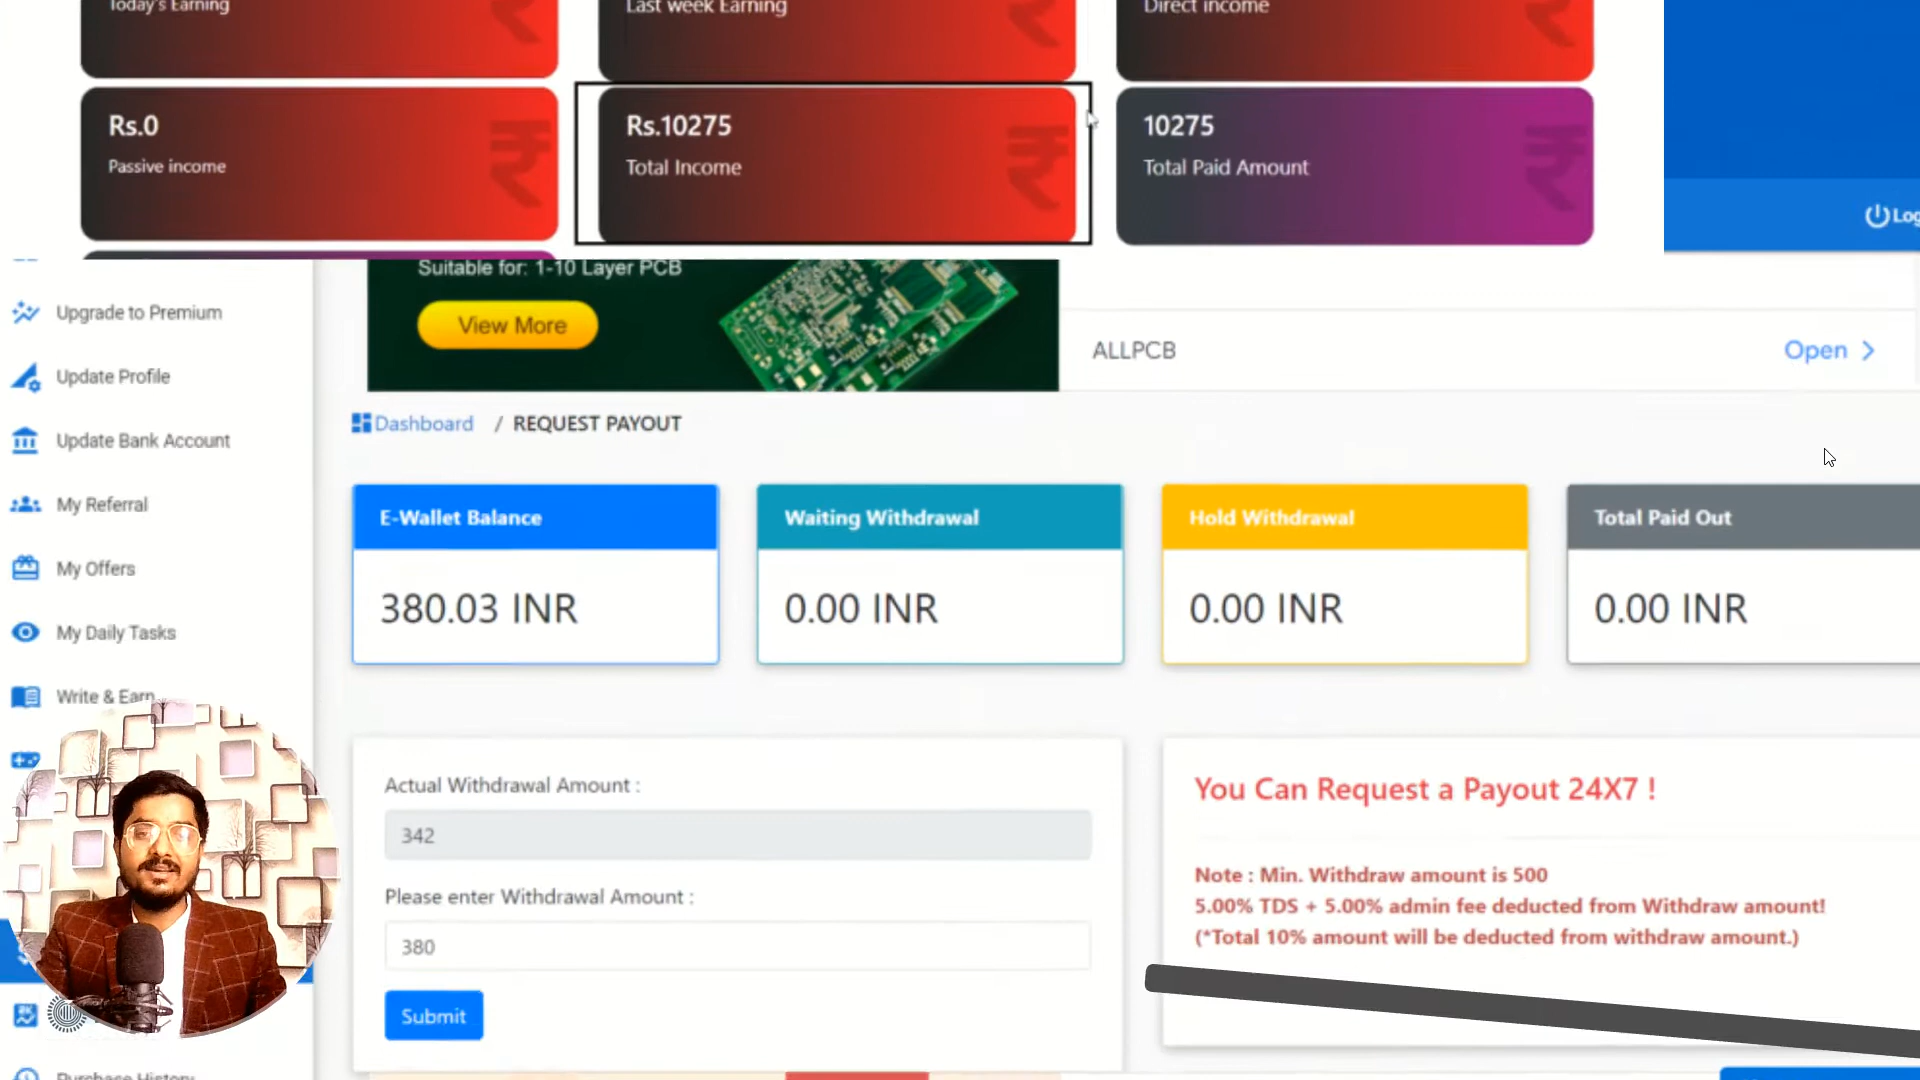 Today's Earning
Last week Earning
Direct income
Rs.0
Passive income
Rs.10275
Total Income
10275
Total Paid Amount
Suitable for: 1-10 Layer PCB
View More
ALLPCB
Open
Upgrade to Premium
Update Profile
Update Bank Account
My Referral
My Offers
My Daily Tasks
Write & Earn
Dashboard / REQUEST PAYOUT
E-Wallet Balance
380.03 INR
Waiting Withdrawal
0.00 INR
Hold Withdrawal
0.00 INR
Total Paid Out
0.00 INR
Actual Withdrawal Amount :
342
Please enter Withdrawal Amount :
380
Submit
You Can Request a Payout 24X7 !
Note : Min. Withdraw amount is 500
5.00% TDS + 5.00% admin fee deducted from Withdraw amount!
(*Total 10% amount will be deducted from withdraw amount.)
Purchase History